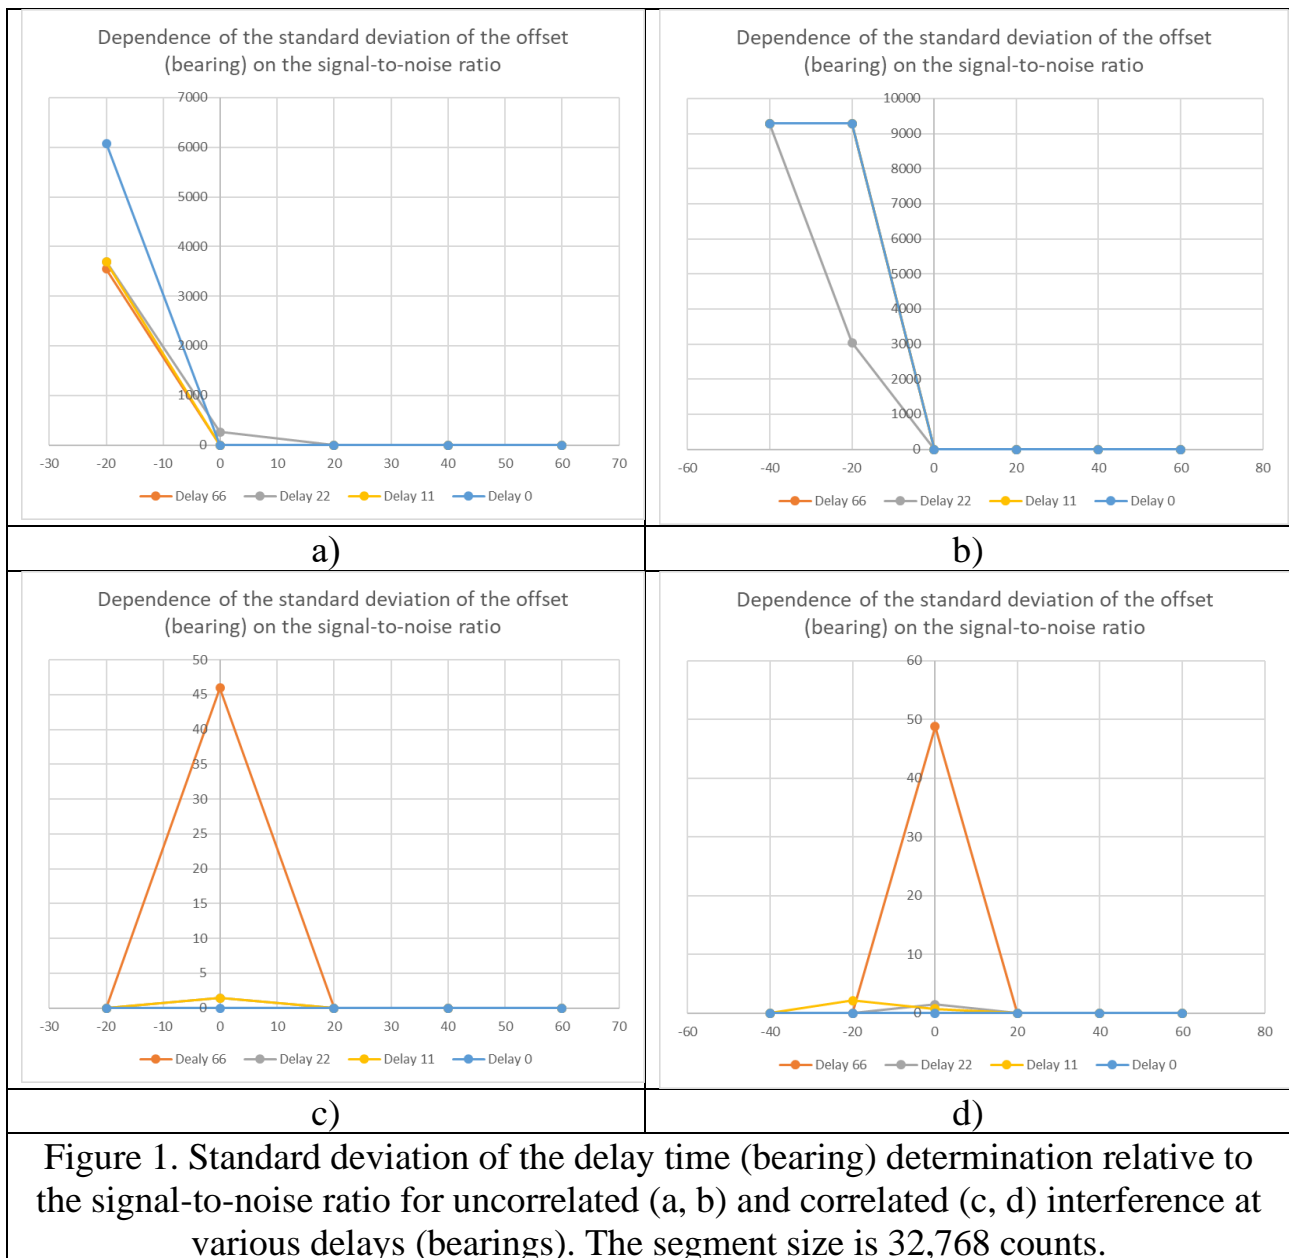 Dependence of the standard deviation of the offset
(bearing) on the signal-to-noise ratio
7000
6000
5000
4000
3000
2000
1000
0
-30 -20 -10 0 10 20 30 40 50 60 70
Delay 66 Delay 22 Delay 11 Delay 0
a)
Dependence of the standard deviation of the offset
(bearing) on the signal-to-noise ratio
10000
9000
8000
7000
6000
5000
4000
3000
2000
1000
0
-60 -40 -20 0 20 40 60 80
Delay 66 Delay 22 Delay 11 Delay 0
b)
Dependence of the standard deviation of the offset
(bearing) on the signal-to-noise ratio
50
45
40
35
30
25
20
15
10
5
0
-30 -20 -10 0 10 20 30 40 50 60 70
Dealy 66 Delay 22 Delay 11 Delay 0
c)
Dependence of the standard deviation of the offset
(bearing) on the signal-to-noise ratio
60
50
40
30
20
10
0
-60 -40 -20 0 20 40 60 80
Delay 66 Delay 22 Delay 11 Delay 0
d)
Figure 1. Standard deviation of the delay time (bearing) determination relative to
the signal-to-noise ratio for uncorrelated (a, b) and correlated (c, d) interference at
various delays (bearings). The segment size is 32,768 counts.